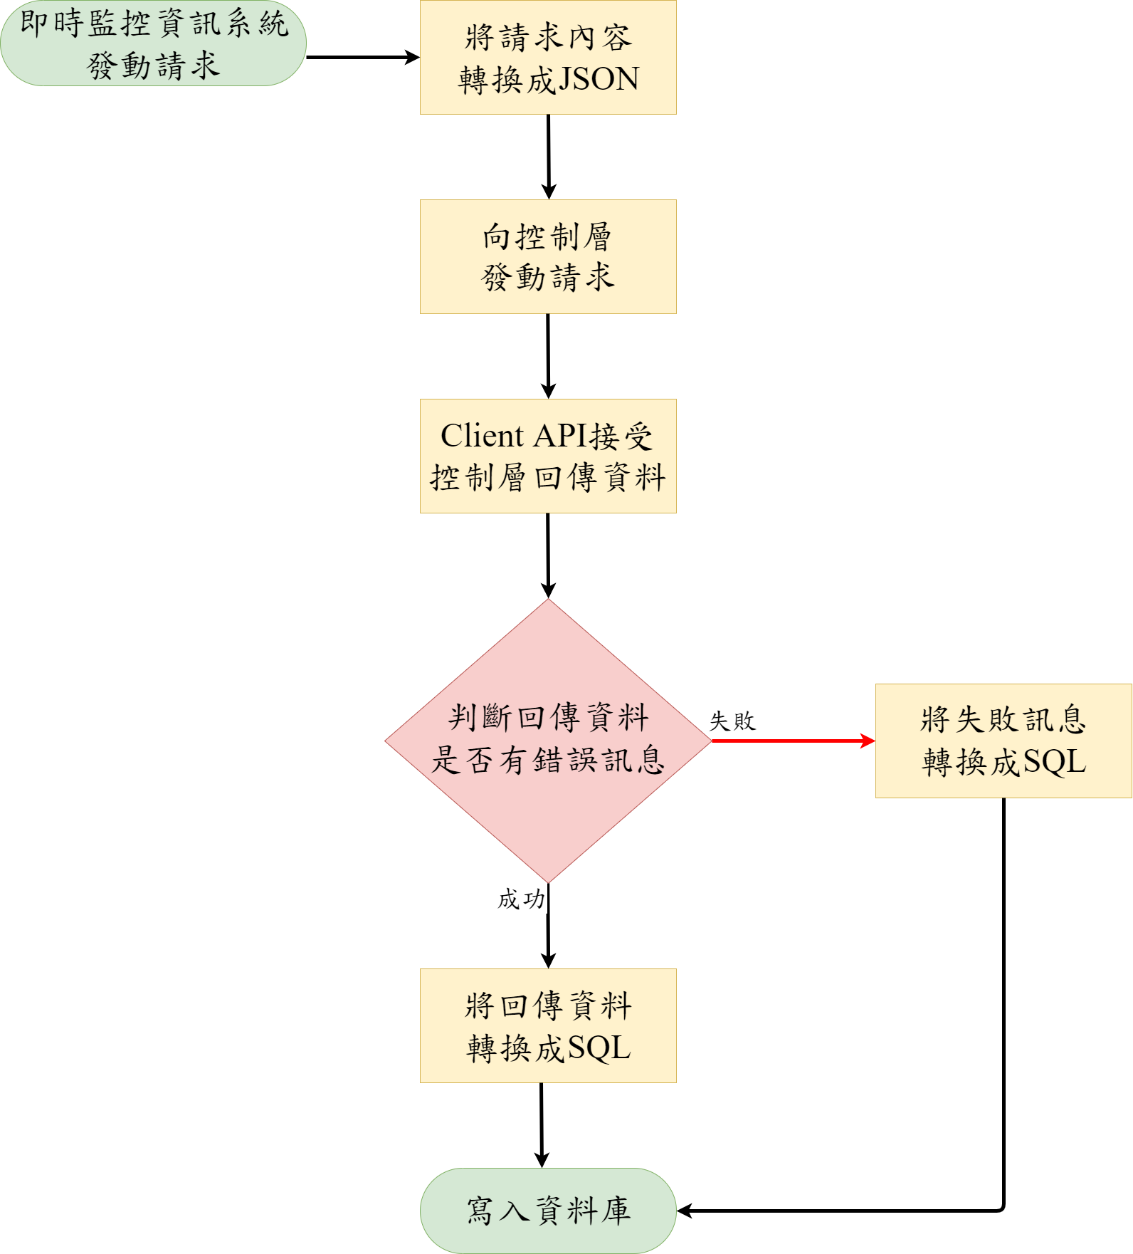 即時監控資訊系統
發動請求
將請求內容
轉換成JSON
向控制層
發動請求
Client API接受
控制層回傳資料
判斷回傳資料
是否有錯誤訊息
失敗
將失敗訊息
轉換成SQL
成功
將回傳資料
轉換成SQL
寫入資料庫